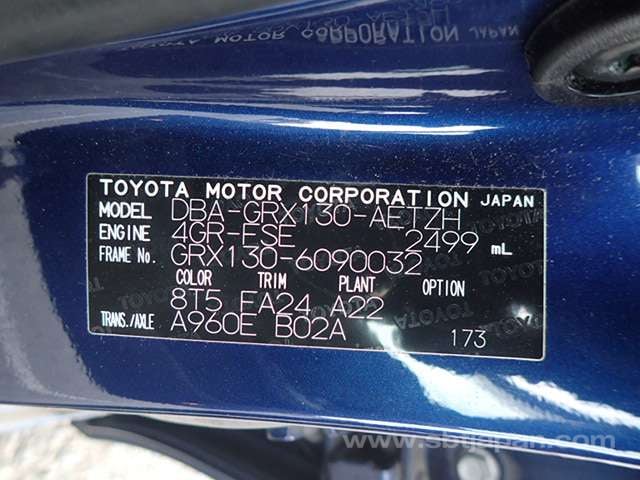 TOYOTA MOTOR CORPORATION JAPAN
MODEL DBA-GRX130-AETZH
ENGINE 4GR-FSE 2499 mL
FRAME No. GRX130-6090032
COLOR TRIM PLANT OPTION
8T5 FA24 A22
TRANS./AXLE A960E B02A 173
www.sbtjapan.com